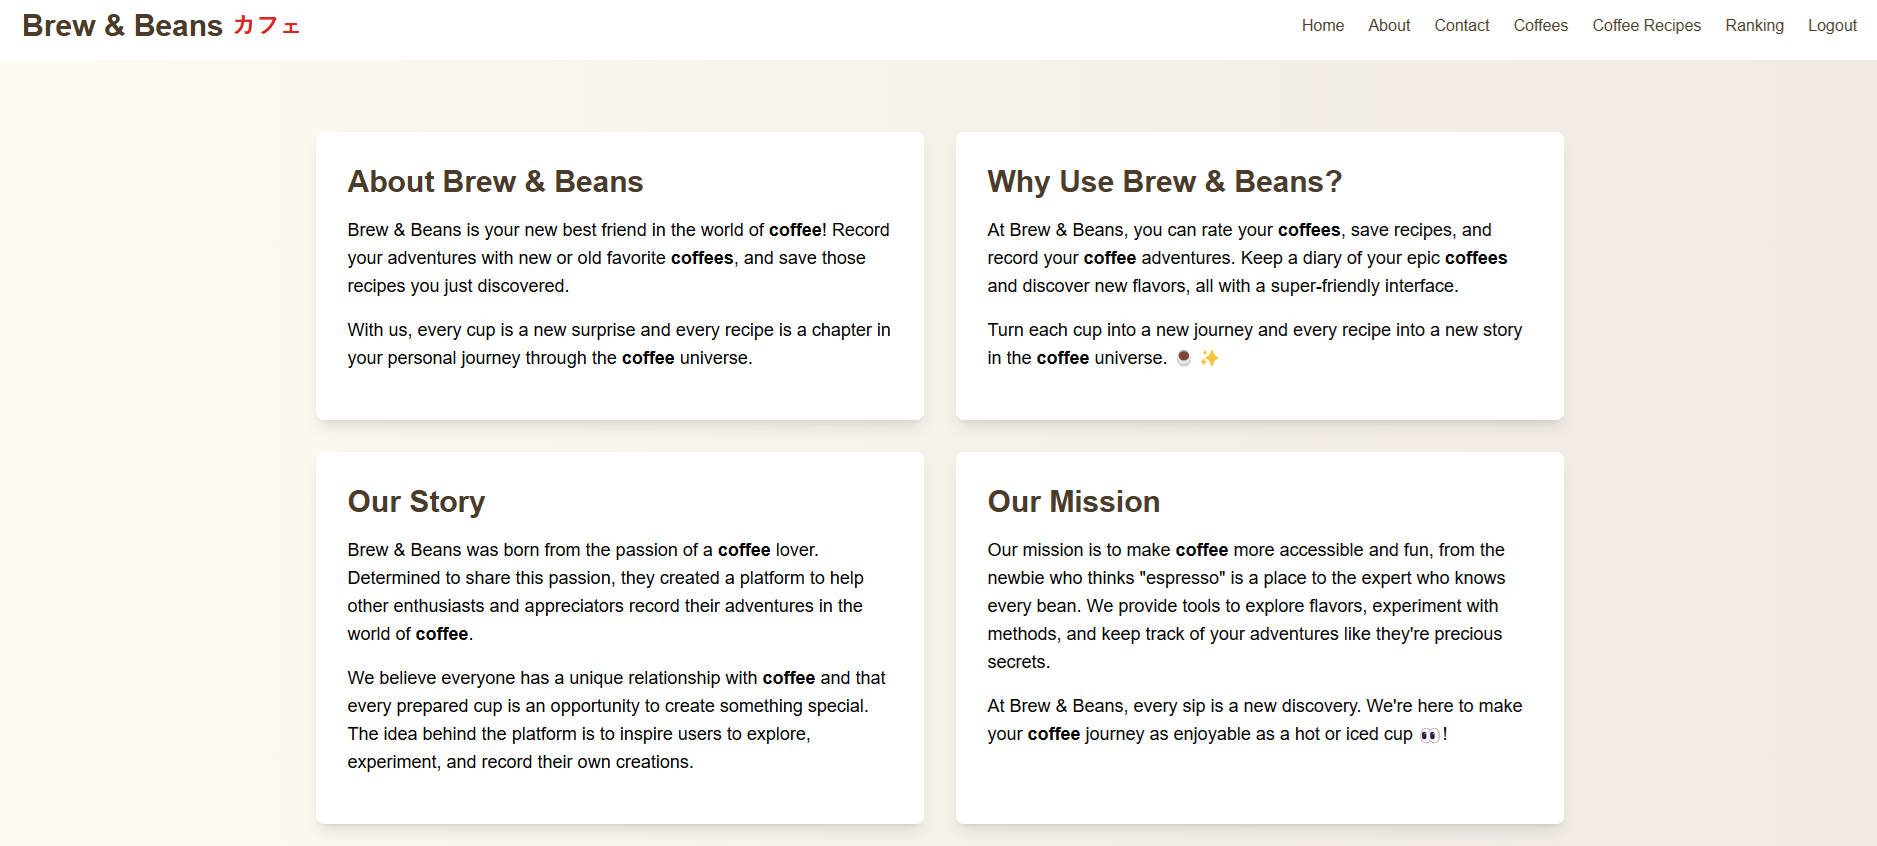 Brew & Beans カフェ
Home About Contact Coffees Coffee Recipes Ranking Logout
About Brew & Beans
Brew & Beans is your new best friend in the world of coffee! Record
your adventures with new or old favorite coffees, and save those
recipes you just discovered.
With us, every cup is a new surprise and every recipe is a chapter in
your personal journey through the coffee universe.
Why Use Brew & Beans?
At Brew & Beans, you can rate your coffees, save recipes, and
record your coffee adventures. Keep a diary of your epic coffees
and discover new flavors, all with a super-friendly interface.
Turn each cup into a new journey and every recipe into a new story
in the coffee universe. ☕ ✨
Our Story
Brew & Beans was born from the passion of a coffee lover.
Determined to share this passion, they created a platform to help
other enthusiasts and appreciators record their adventures in the
world of coffee.
We believe everyone has a unique relationship with coffee and that
every prepared cup is an opportunity to create something special.
The idea behind the platform is to inspire users to explore,
experiment, and record their own creations.
Our Mission
Our mission is to make coffee more accessible and fun, from the
newbie who thinks "espresso" is a place to the expert who knows
every bean. We provide tools to explore flavors, experiment with
methods, and keep track of your adventures like they're precious
secrets.
At Brew & Beans, every sip is a new discovery. We're here to make
your coffee journey as enjoyable as a hot or iced cup 👀!